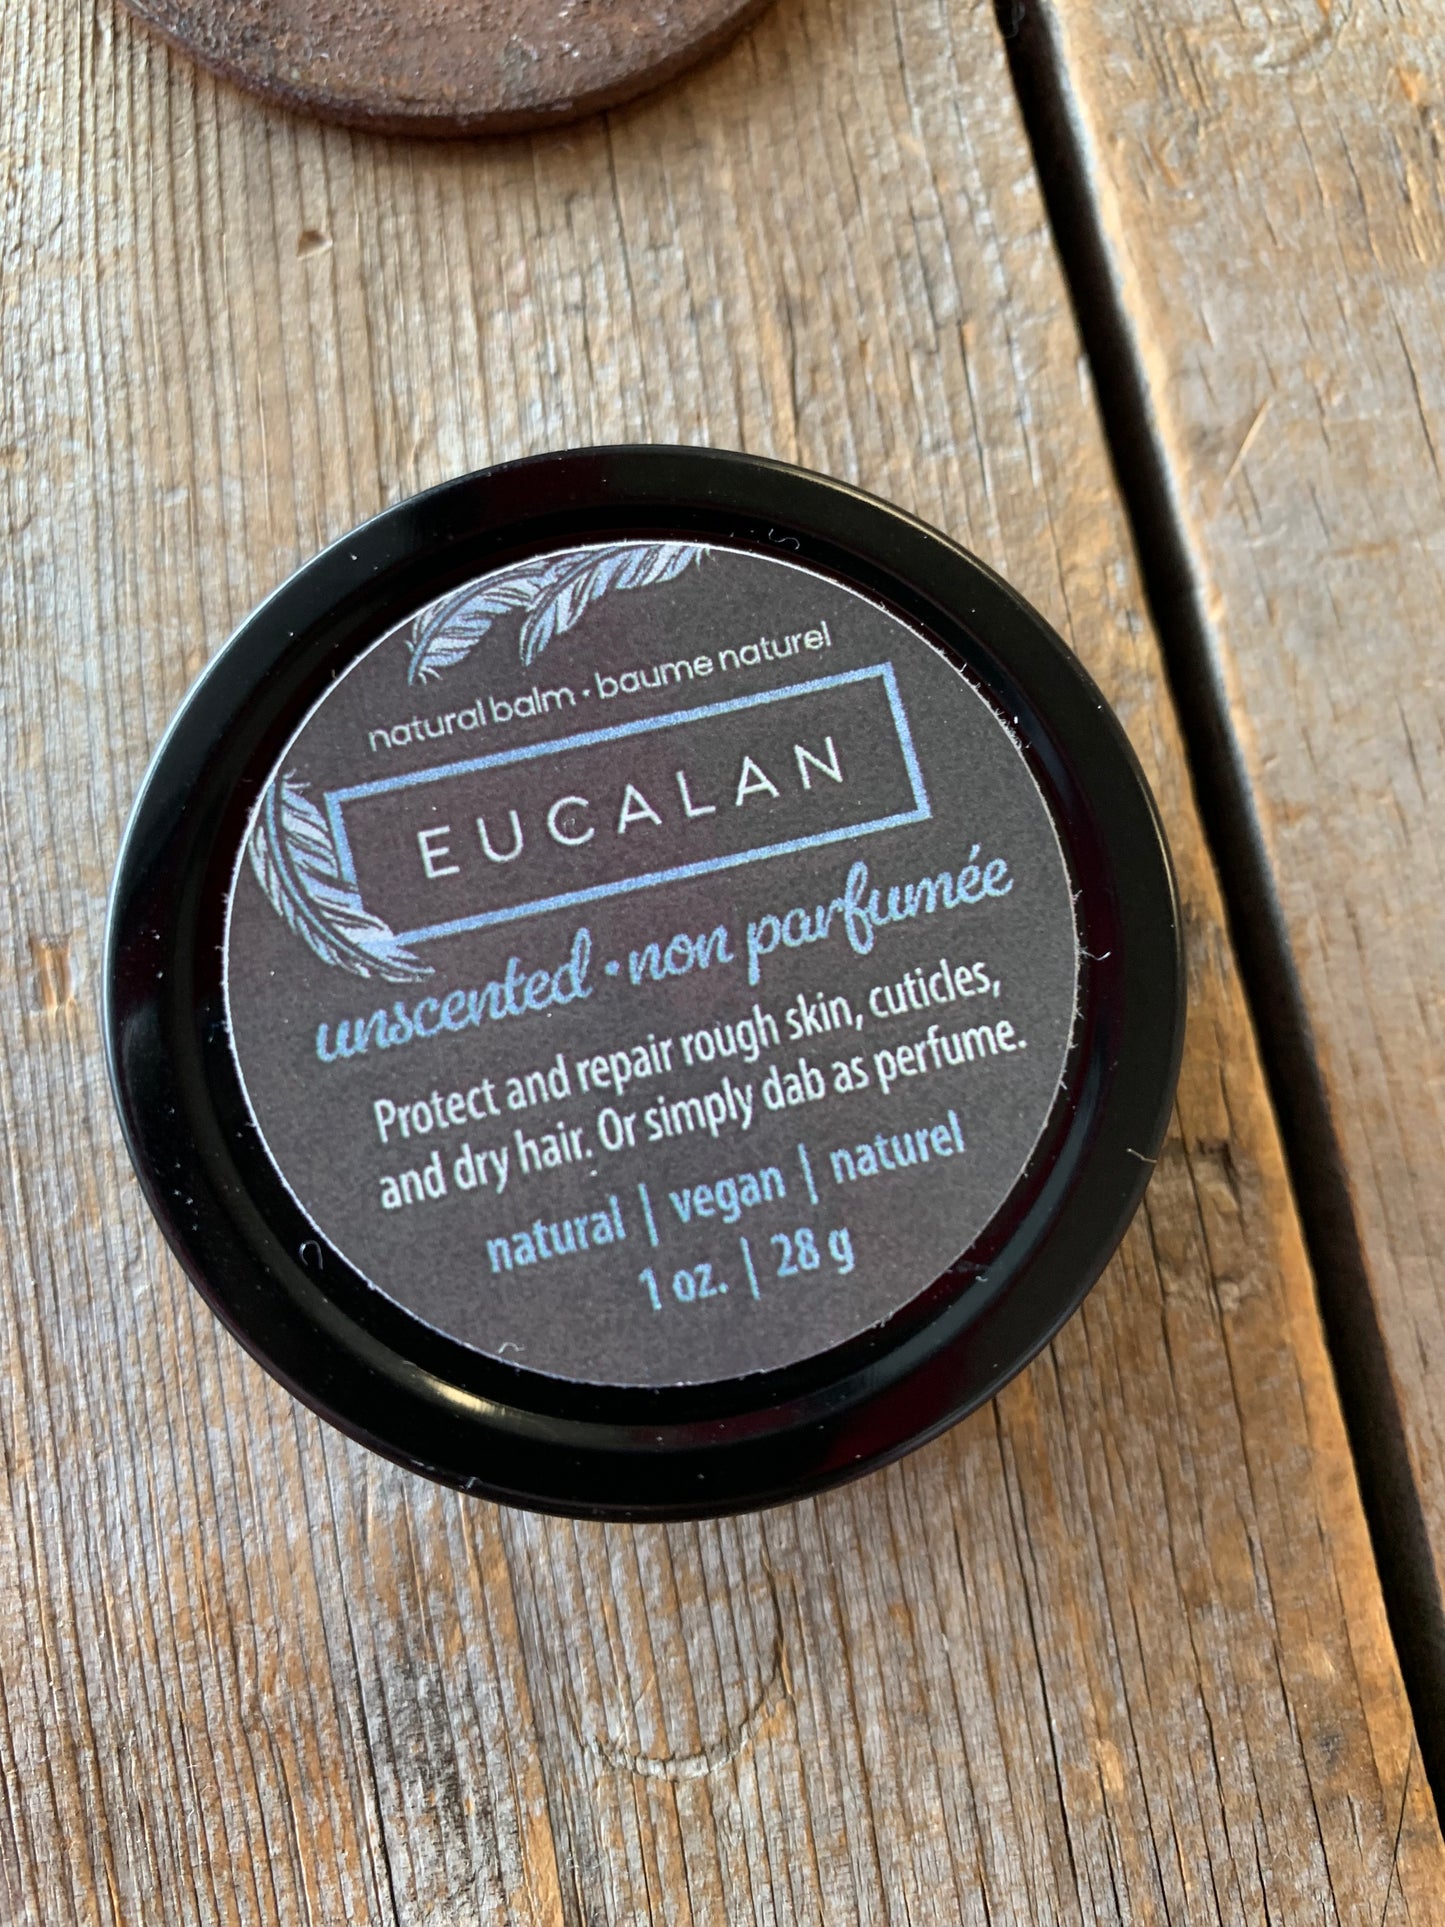 natural balm • baume naturel
EUCALAN
unscented • non parfumée
Protect and repair rough skin, cuticles,
and dry hair. Or simply dab as perfume.
natural | vegan | naturel
1 oz. | 28 g